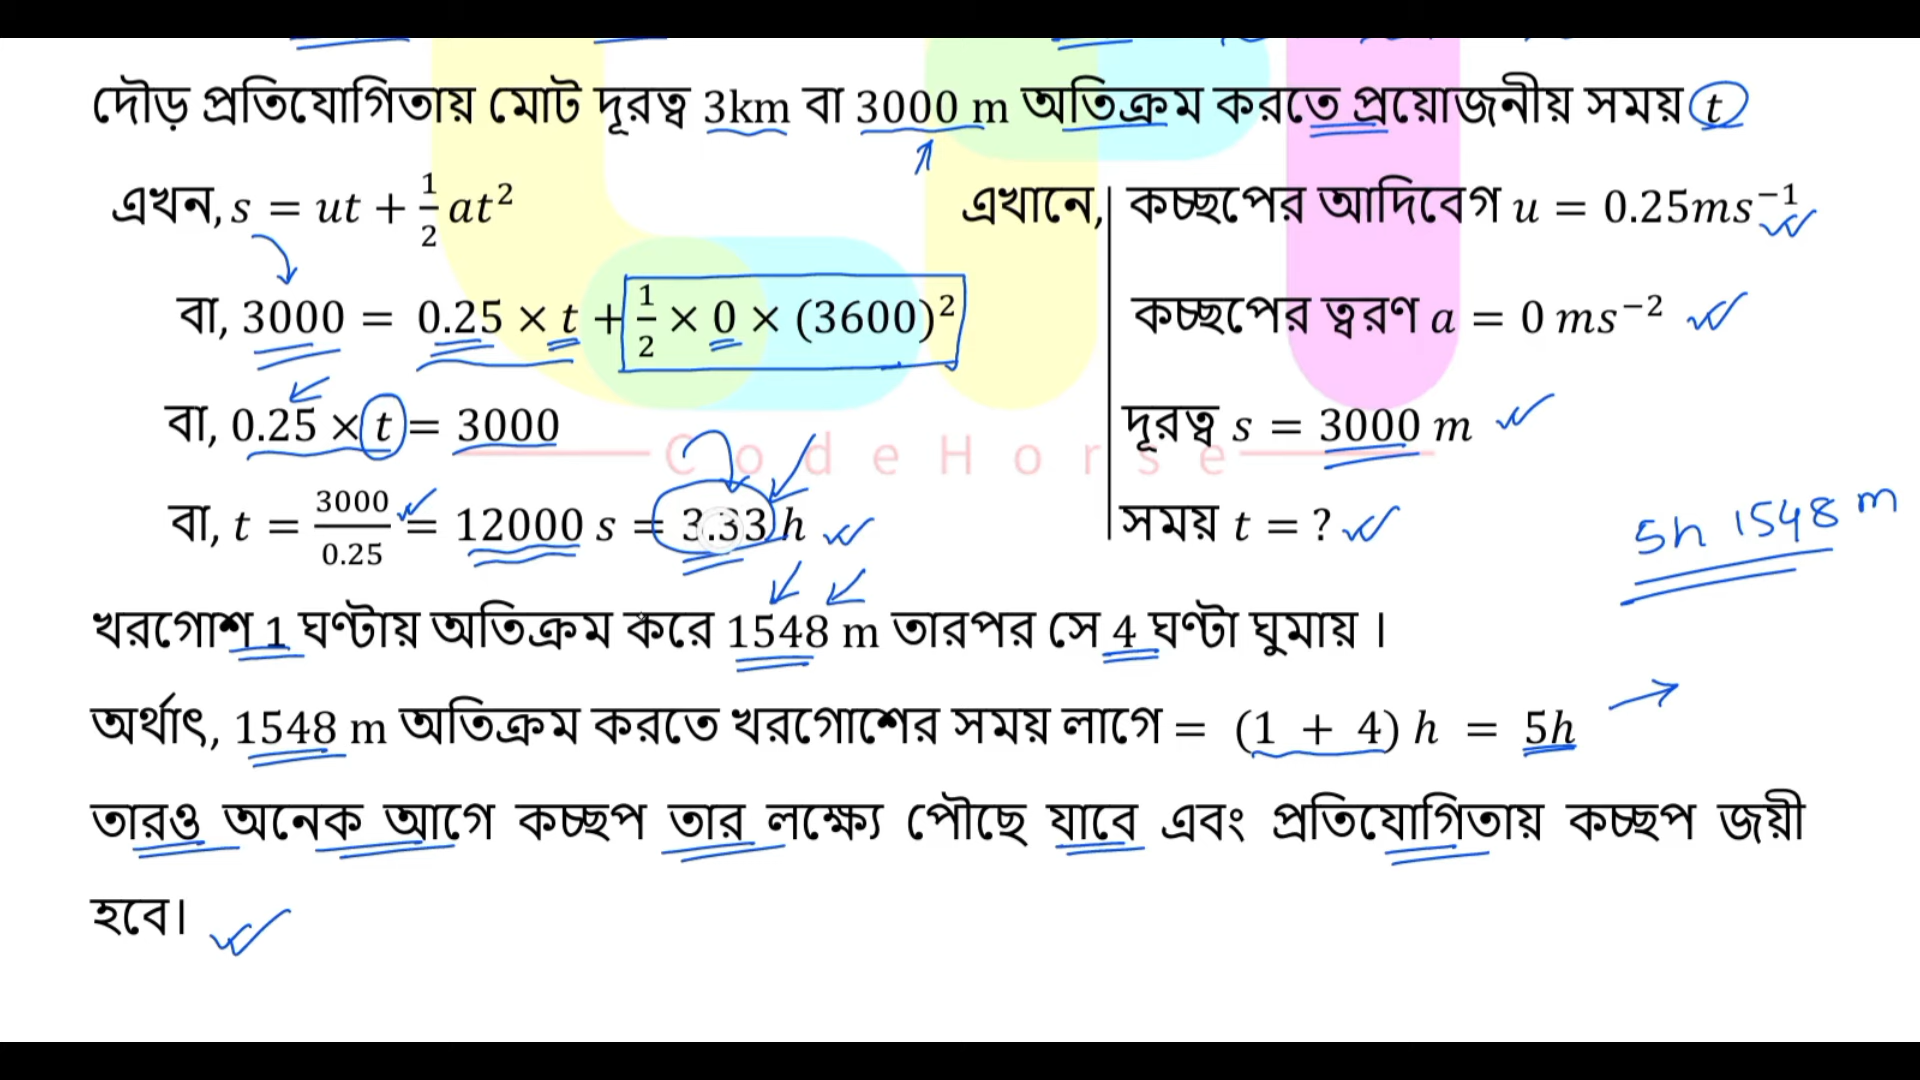 দৌড় প্রতিযোগিতায় মোট দূরত্ব 3km বা 3000 m অতিক্রম করতে প্রয়োজনীয় সময় t
এখন, s = ut + 1/2 at²
বা, 3000 = 0.25 × t + 1/2 × 0 × (3600)²
বা, 0.25 × t = 3000
বা, t = 3000/0.25 = 12000 s = 3.33 h
এখানে, কচ্ছপের আদিবেগ u = 0.25ms⁻¹
কচ্ছপের ত্বরণ a = 0 ms⁻²
দূরত্ব s = 3000 m
সময় t = ?
CodeHorse
5h 1548 m
খরগোশ 1 ঘণ্টায় অতিক্রম করে 1548 m তারপর সে 4 ঘণ্টা ঘুমায় ।
অর্থাৎ, 1548 m অতিক্রম করতে খরগোশের সময় লাগে = (1 + 4) h = 5h
তারও অনেক আগে কচ্ছপ তার লক্ষ্যে পৌছে যাবে এবং প্রতিযোগিতায় কচ্ছপ জয়ী
হবে।